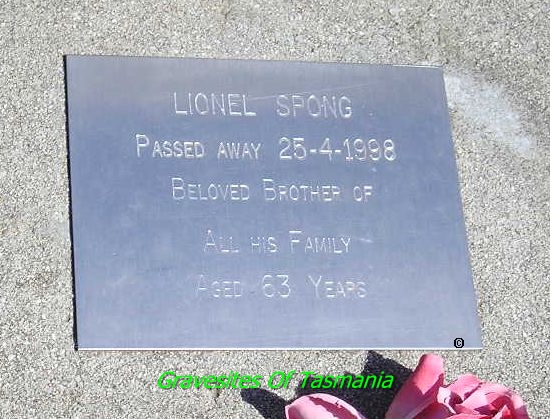 LIONEL SPONG
PASSED AWAY 25-4-1998
BELOVED BROTHER OF
ALL HIS FAMILY
AGED 63 YEARS
©
Gravesites Of Tasmania